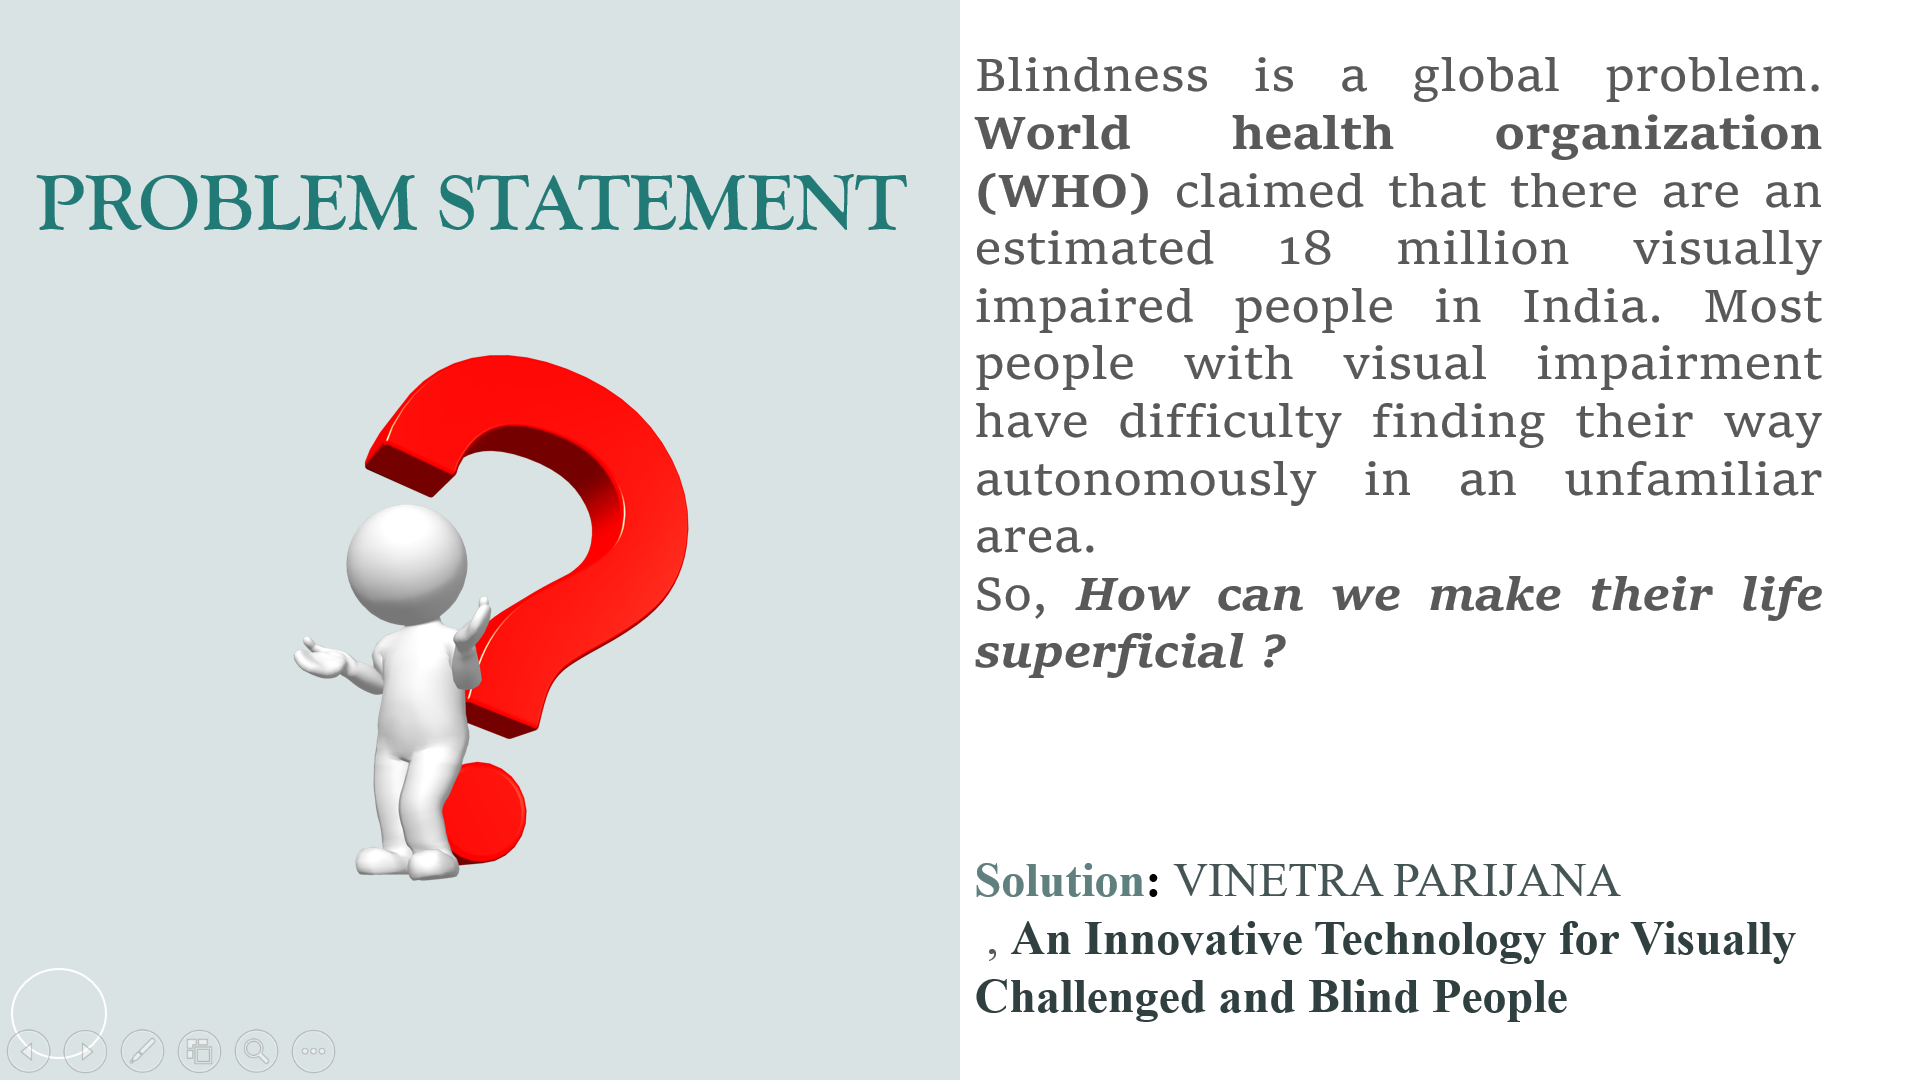 PROBLEM STATEMENT
Blindness is a global problem.
World health organization
(WHO) claimed that there are an
estimated 18 million visually
impaired people in India. Most
people with visual impairment
have difficulty finding their way
autonomously in an unfamiliar
area.
So, How can we make their life
superficial ?
Solution: VINETRA PARIJANA
, An Innovative Technology for Visually
Challenged and Blind People